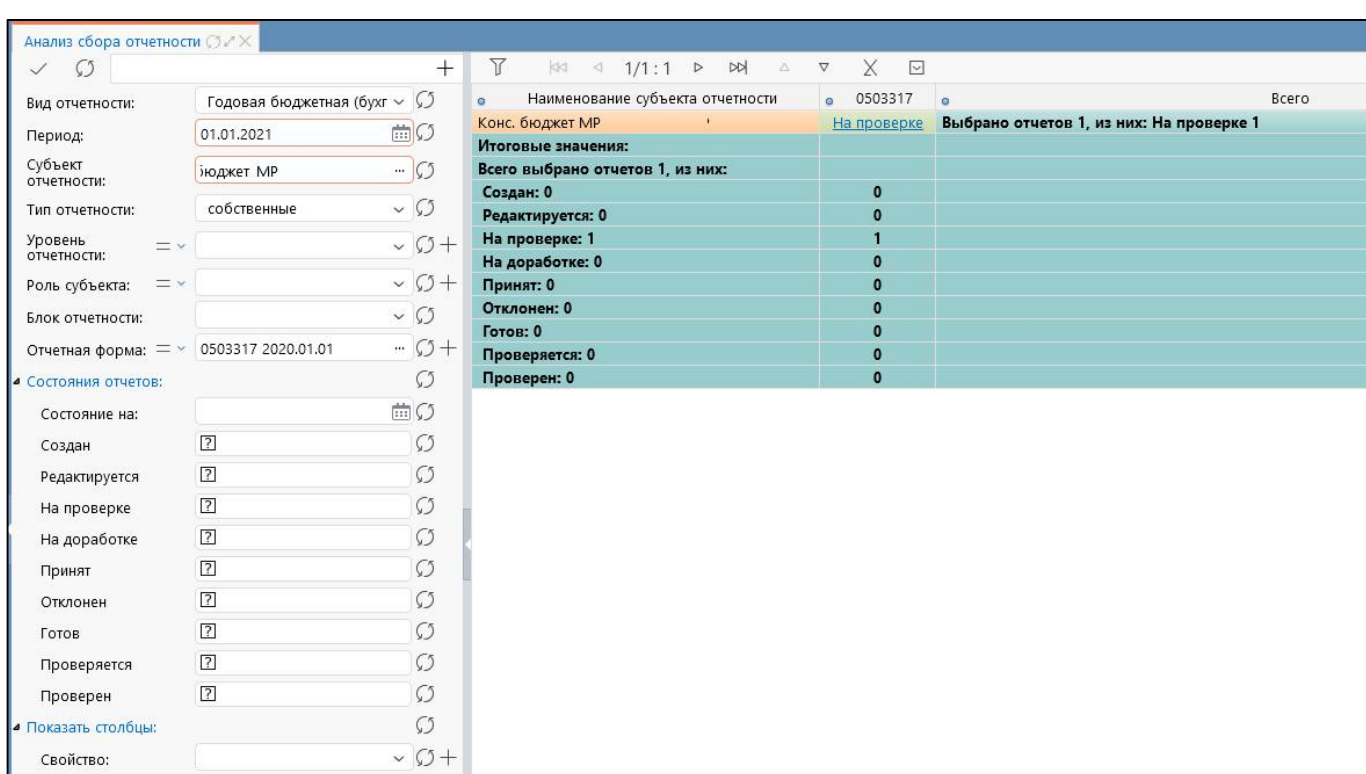 Анализ сбора отчетности
1/1 : 1
Вид отчетности: Годовая бюджетная (бухг
Период: 01.01.2021
Субъект отчетности: бюджет МР
Тип отчетности: собственные
Уровень отчетности: =
Роль субъекта: =
Блок отчетности:
Отчетная форма: = 0503317 2020.01.01
Состояния отчетов:
Состояние на:
Создан ?
Редактируется ?
На проверке ?
На доработке ?
Принят ?
Отклонен ?
Готов ?
Проверяется ?
Проверен ?
Показать столбцы:
Свойство:
Наименование субъекта отчетности 0503317 Всего
Конс. бюджет МР На проверке Выбрано отчетов 1, из них: На проверке 1
Итоговые значения:
Всего выбрано отчетов 1, из них:
Создан: 0 0
Редактируется: 0 0
На проверке: 1 1
На доработке: 0 0
Принят: 0 0
Отклонен: 0 0
Готов: 0 0
Проверяется: 0 0
Проверен: 0 0